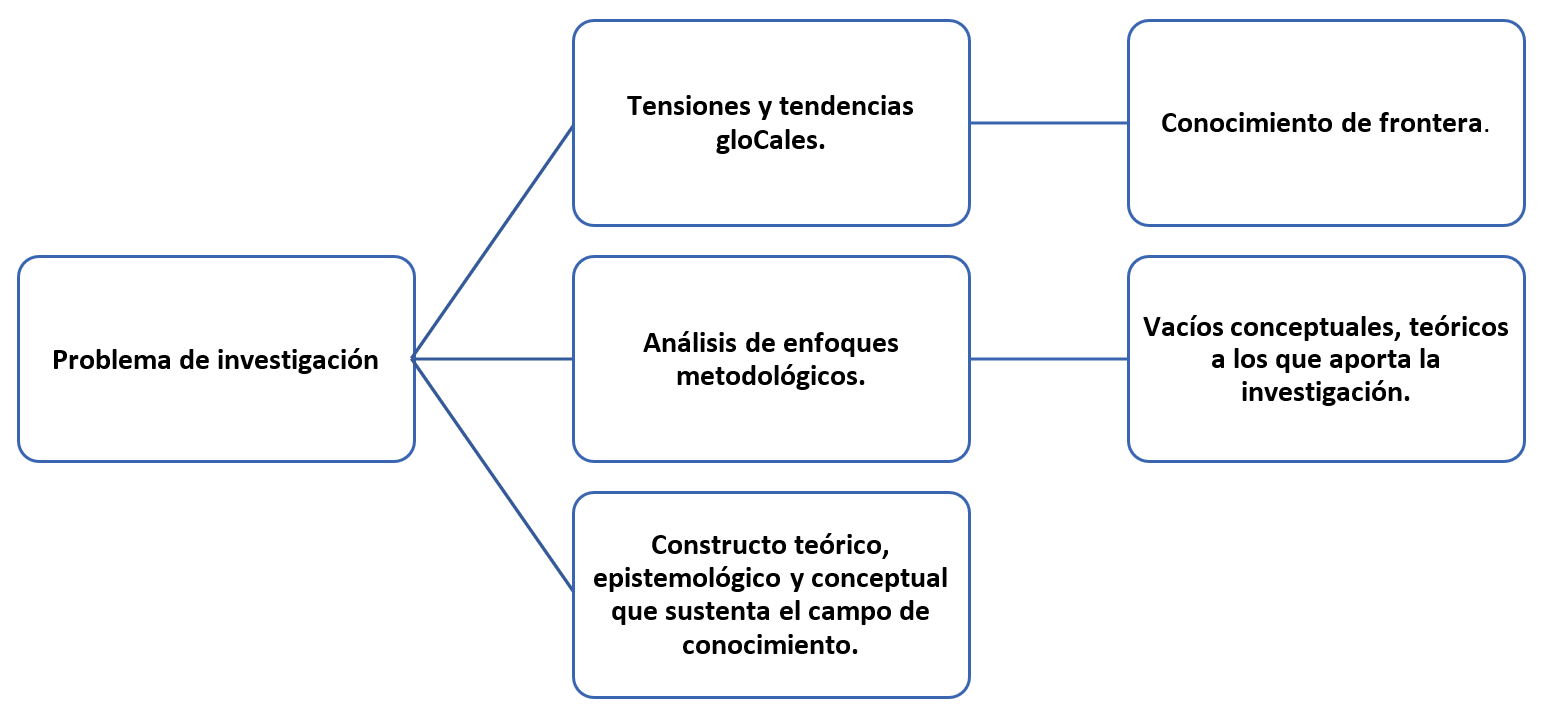 Problema de investigación
Tensiones y tendencias
gloCales.
Conocimiento de frontera.
Análisis de enfoques
metodológicos.
Vacíos conceptuales, teóricos
a los que aporta la
investigación.
Constructo teórico,
epistemológico y conceptual
que sustenta el campo de
conocimiento.